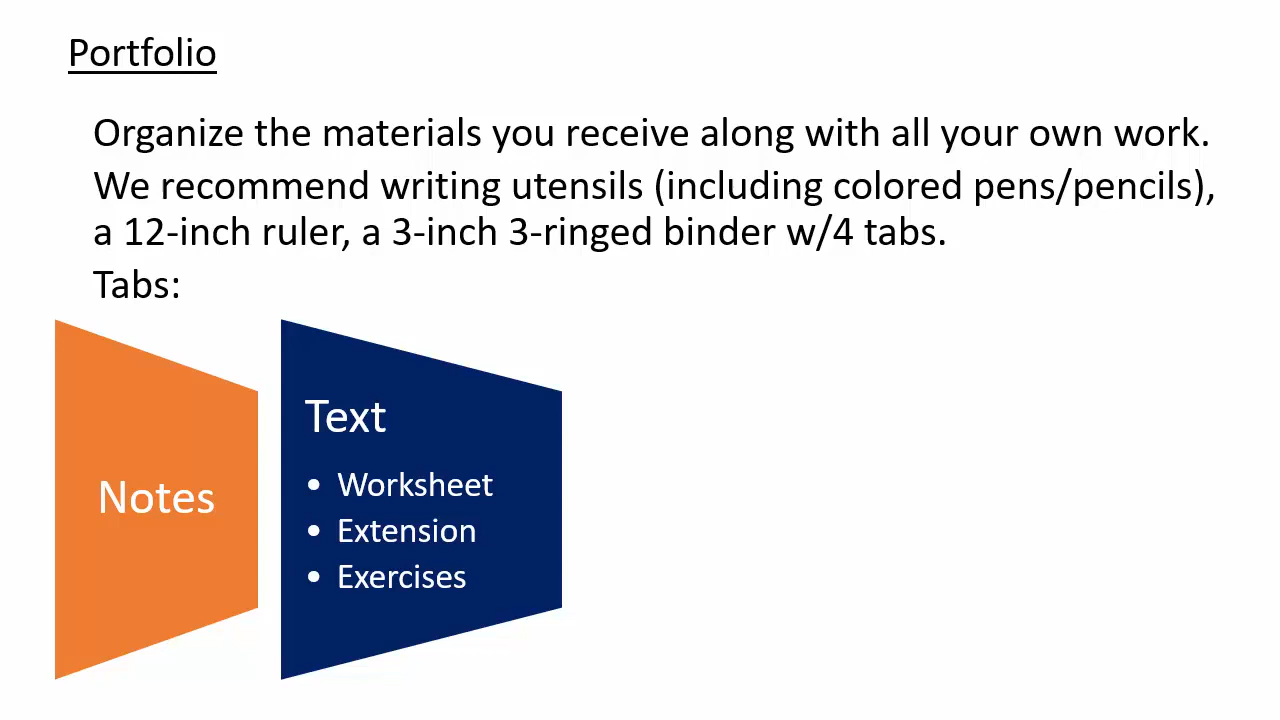 Portfolio
Organize the materials you receive along with all your own work.
We recommend writing utensils (including colored pens/pencils),
a 12-inch ruler, a 3-inch 3-ringed binder w/4 tabs.
Tabs:
Notes
Text
• Worksheet
• Extension
• Exercises